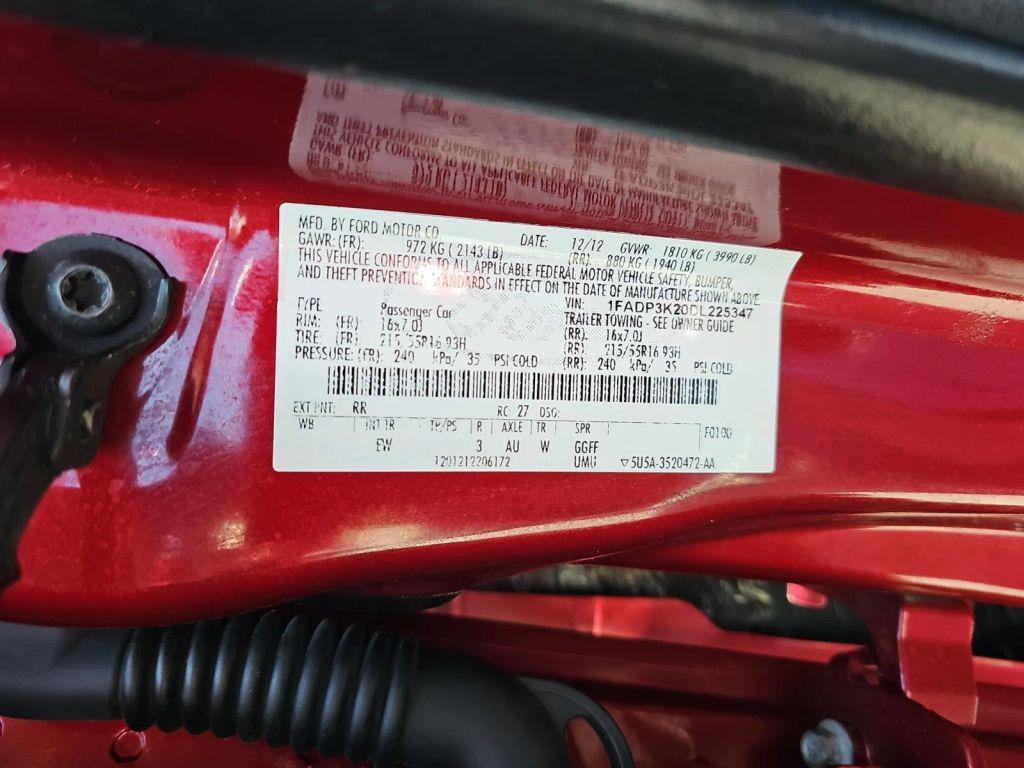 MFD. BY FORD MOTOR CO. DATE: 12/12 GVWR: 1810 KG ( 3990 LB)
GAWR: (FR): 972 KG ( 2143 LB) (RR): 880 KG ( 1940 LB)
THIS VEHICLE CONFORMS TO ALL APPLICABLE FEDERAL MOTOR VEHICLE SAFETY, BUMPER,
AND THEFT PREVENTION STANDARDS IN EFFECT ON THE DATE OF MANUFACTURE SHOWN ABOVE.
VIN: 1FADP3K20DL225347
TYPE: Passenger Car TRAILER TOWING - SEE OWNER GUIDE
RIM: (FR): 16x7.0J (RR): 16x7.0J
TIRE: (FR): 215/55R16 93H (RR): 215/55R16 93H
PRESSURE: (FR): 240 kPa/ 35 PSI COLD (RR): 240 kPa/ 35 PSI COLD
EXT PNT: RR RC: 27 DSO:
WB INT TR TP/PS R AXLE TR SPR F0100
EW 3 AU W GGFF
1201212206172 UMU ▽5U5A-3520472-AA